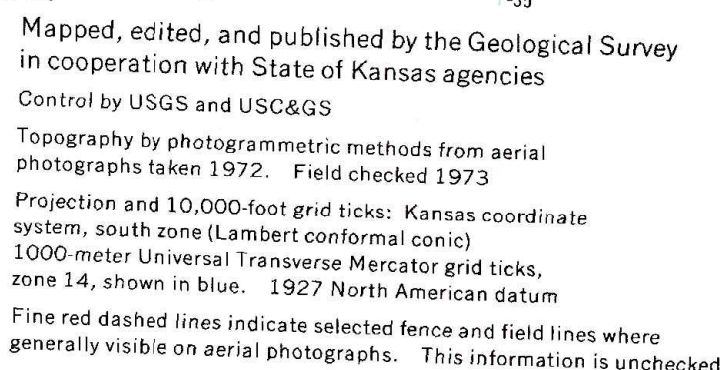 Mapped, edited, and published by the Geological Survey
in cooperation with State of Kansas agencies
Control by USGS and USC&GS
Topography by photogrammetric methods from aerial
photographs taken 1972. Field checked 1973
Projection and 10,000-foot grid ticks: Kansas coordinate
system, south zone (Lambert conformal conic)
1000-meter Universal Transverse Mercator grid ticks,
zone 14, shown in blue. 1927 North American datum
Fine red dashed lines indicate selected fence and field lines where
generally visible on aerial photographs. This information is unchecked